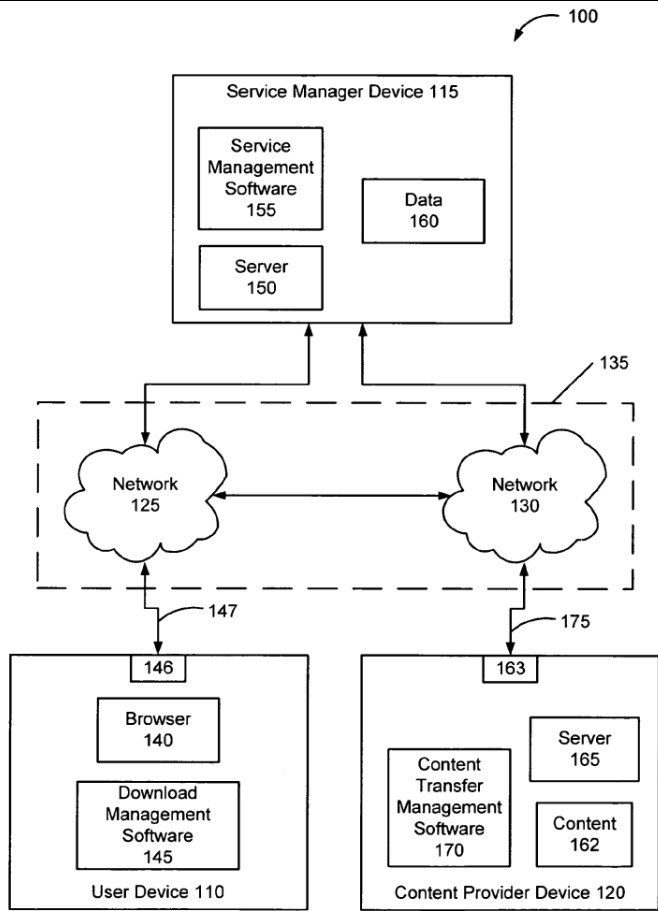 100
Service Manager Device 115
Service
Management
Software
155
Data
160
Server
150
135
Network
125
Network
130
147
175
146
163
Browser
140
Server
165
Content
Transfer
Management
Software
170
Download
Management
Software
145
Content
162
User Device 110
Content Provider Device 120